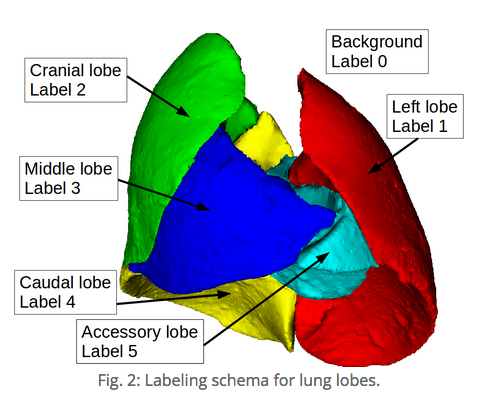 Background
Label 0
Cranial lobe
Label 2
Left lobe
Label 1
Middle lobe
Label 3
Caudal lobe
Label 4
Accessory lobe
Label 5
Fig. 2: Labeling schema for lung lobes.